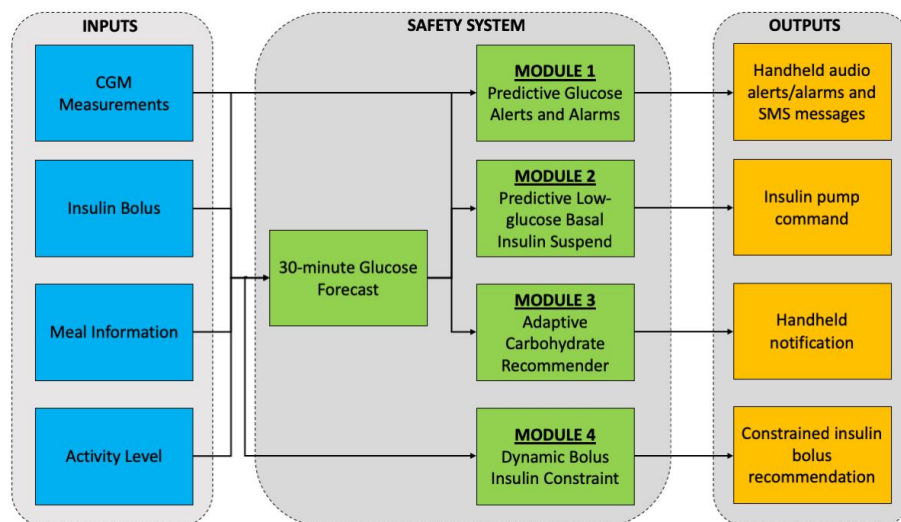 INPUTS
CGM
Measurements
Insulin Bolus
Meal Information
Activity Level
SAFETY SYSTEM
30-minute Glucose
Forecast
MODULE 1
Predictive Glucose
Alerts and Alarms
MODULE 2
Predictive Low-
glucose Basal
Insulin Suspend
MODULE 3
Adaptive
Carbohydrate
Recommender
MODULE 4
Dynamic Bolus
Insulin Constraint
OUTPUTS
Handheld audio
alerts/alarms and
SMS messages
Insulin pump
command
Handheld
notification
Constrained insulin
bolus
recommendation